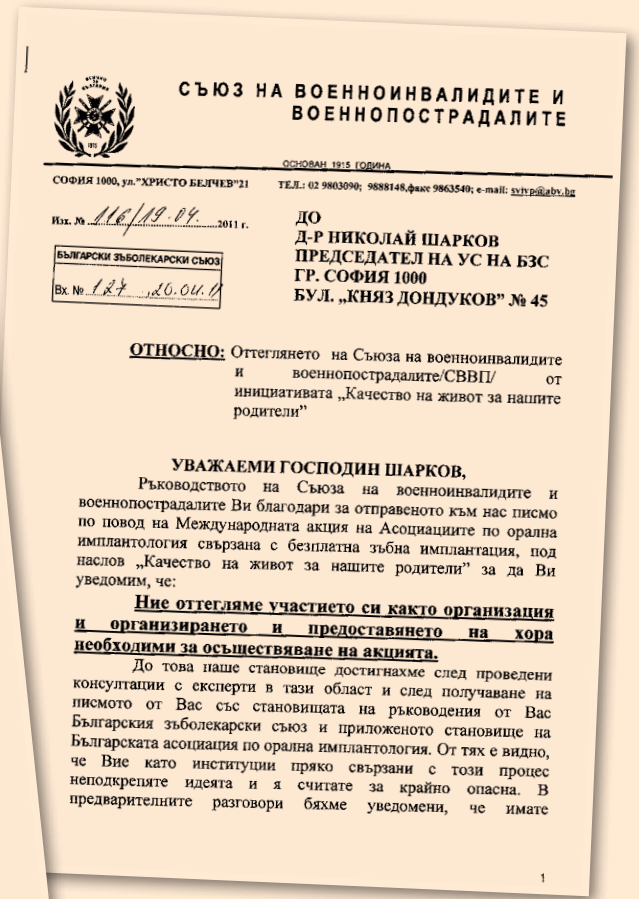 ВСИЧКО
ЗА
БЪЛГАРИЯ
1915
СЪЮЗ НА ВОЕННОИНВАЛИДИТЕ И
ВОЕННОПОСТРАДАЛИТЕ
ОСНОВАН 1915 ГОДИНА
СОФИЯ 1000, ул."ХРИСТО БЕЛЧЕВ"21 ТЕЛ.: 02 9803090; 9888148,факс 9863540; e-mail: svivp@abv.bg
Изх. № 116/19.04. 2011 г.
БЪЛГАРСКИ ЗЪБОЛЕКАРСКИ СЪЮЗ
Вх. № 127, 20.04.11
ДО
Д-Р НИКОЛАЙ ШАРКОВ
ПРЕДСЕДАТЕЛ НА УС НА БЗС
ГР. СОФИЯ 1000
БУЛ. „КНЯЗ ДОНДУКОВ" № 45
ОТНОСНО: Оттеглянето на Съюза на военноинвалидите
и военнопострадалите/СВВП/ от
инициативата „Качество на живот за нашите
родители"
УВАЖАЕМИ ГОСПОДИН ШАРКОВ,
Ръководството на Съюза на военноинвалидите и
военнопострадалите Ви благодари за отправеното към нас писмо
по повод на Международната акция на Асоциациите по орална
имплантология свързана с безплатна зъбна имплантация, под
наслов „Качество на живот за нашите родители" за да Ви
уведомим, че:
Ние оттегляме участието си както организация
и организирането и предоставянето на хора
необходими за осъществяване на акцията.
До това наше становище достигнахме след проведени
консултации с експерти в тази област и след получаване на
писмото от Вас със становищата на ръководения от Вас
Българския зъболекарски съюз и приложеното становище на
Българската асоциация по орална имплантология. От тях е видно,
че Вие като институции пряко свързани с този процес
неподкрепяте идеята и я считате за крайно опасна. В
предварителните разговори бяхме уведомени, че имате
1